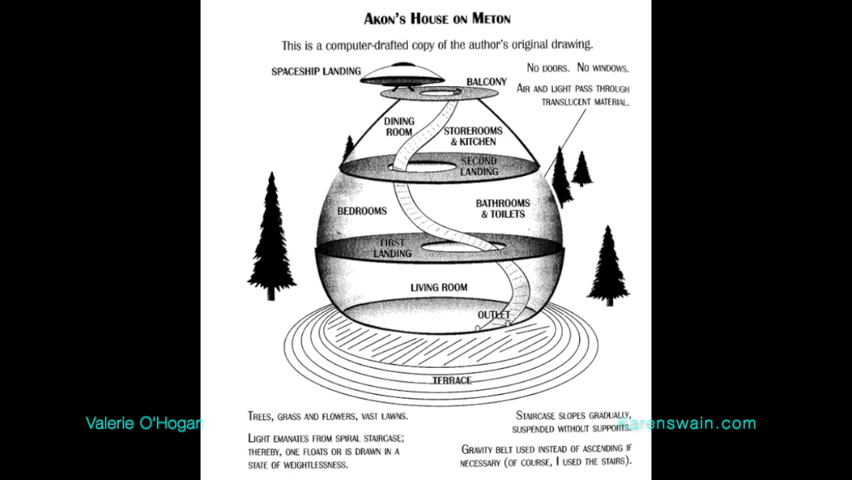 AKON'S HOUSE ON METON
This is a computer-drafted copy of the author's original drawing.
SPACESHIP LANDING
BALCONY
NO DOORS. NO WINDOWS.
AIR AND LIGHT PASS THROUGH
TRANSLUCENT MATERIAL.
DINING
ROOM
STOREROOMS
& KITCHEN
SECOND
LANDING
BEDROOMS
BATHROOMS
& TOILETS
FIRST
LANDING
LIVING ROOM
OUTLET
TERRACE
TREES, GRASS AND FLOWERS, VAST LAWNS.
LIGHT EMANATES FROM SPIRAL STAIRCASE;
THEREBY, ONE FLOATS OR IS DRAWN IN A
STATE OF WEIGHTLESSNESS.
STAIRCASE SLOPES GRADUALLY,
SUSPENDED WITHOUT SUPPORTS.
GRAVITY BELT USED INSTEAD OF ASCENDING IF
NECESSARY (OF COURSE, I USED THE STAIRS).
Valerie O'Hogan
Karenswain.com